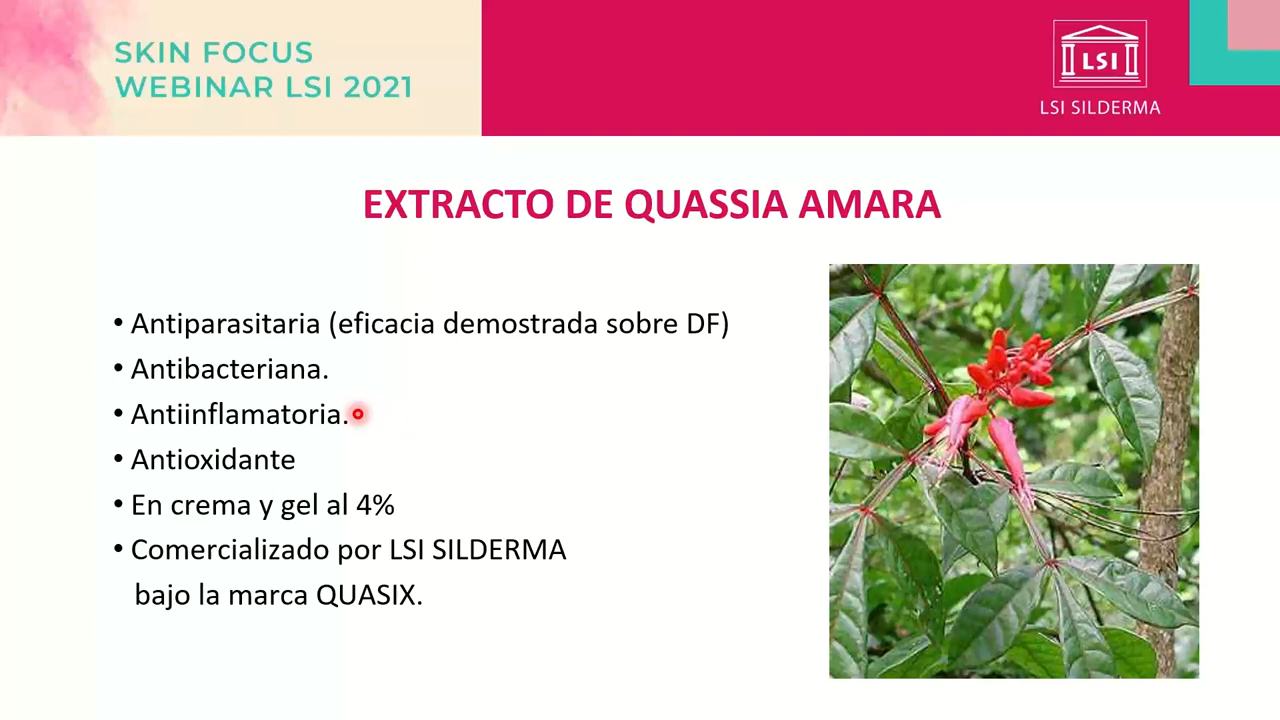 SKIN FOCUS
WEBINAR LSI 2021
LSI
LSI SILDERMA
EXTRACTO DE QUASSIA AMARA
• Antiparasitaria (eficacia demostrada sobre DF)
• Antibacteriana.
• Antiinflamatoria.
• Antioxidante
• En crema y gel al 4%
• Comercializado por LSI SILDERMA
bajo la marca QUASIX.